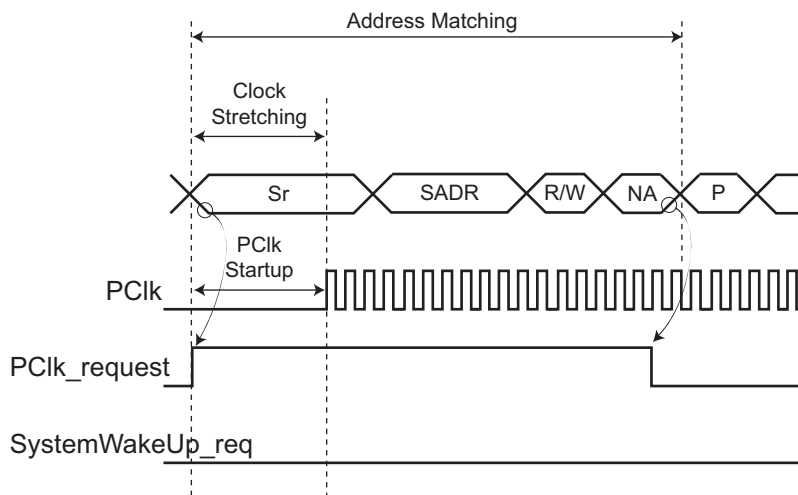 Address Matching
Clock
Stretching
Sr
SADR
R/W
NA
P
PClk
Startup
PClk
PClk_request
SystemWakeUp_req